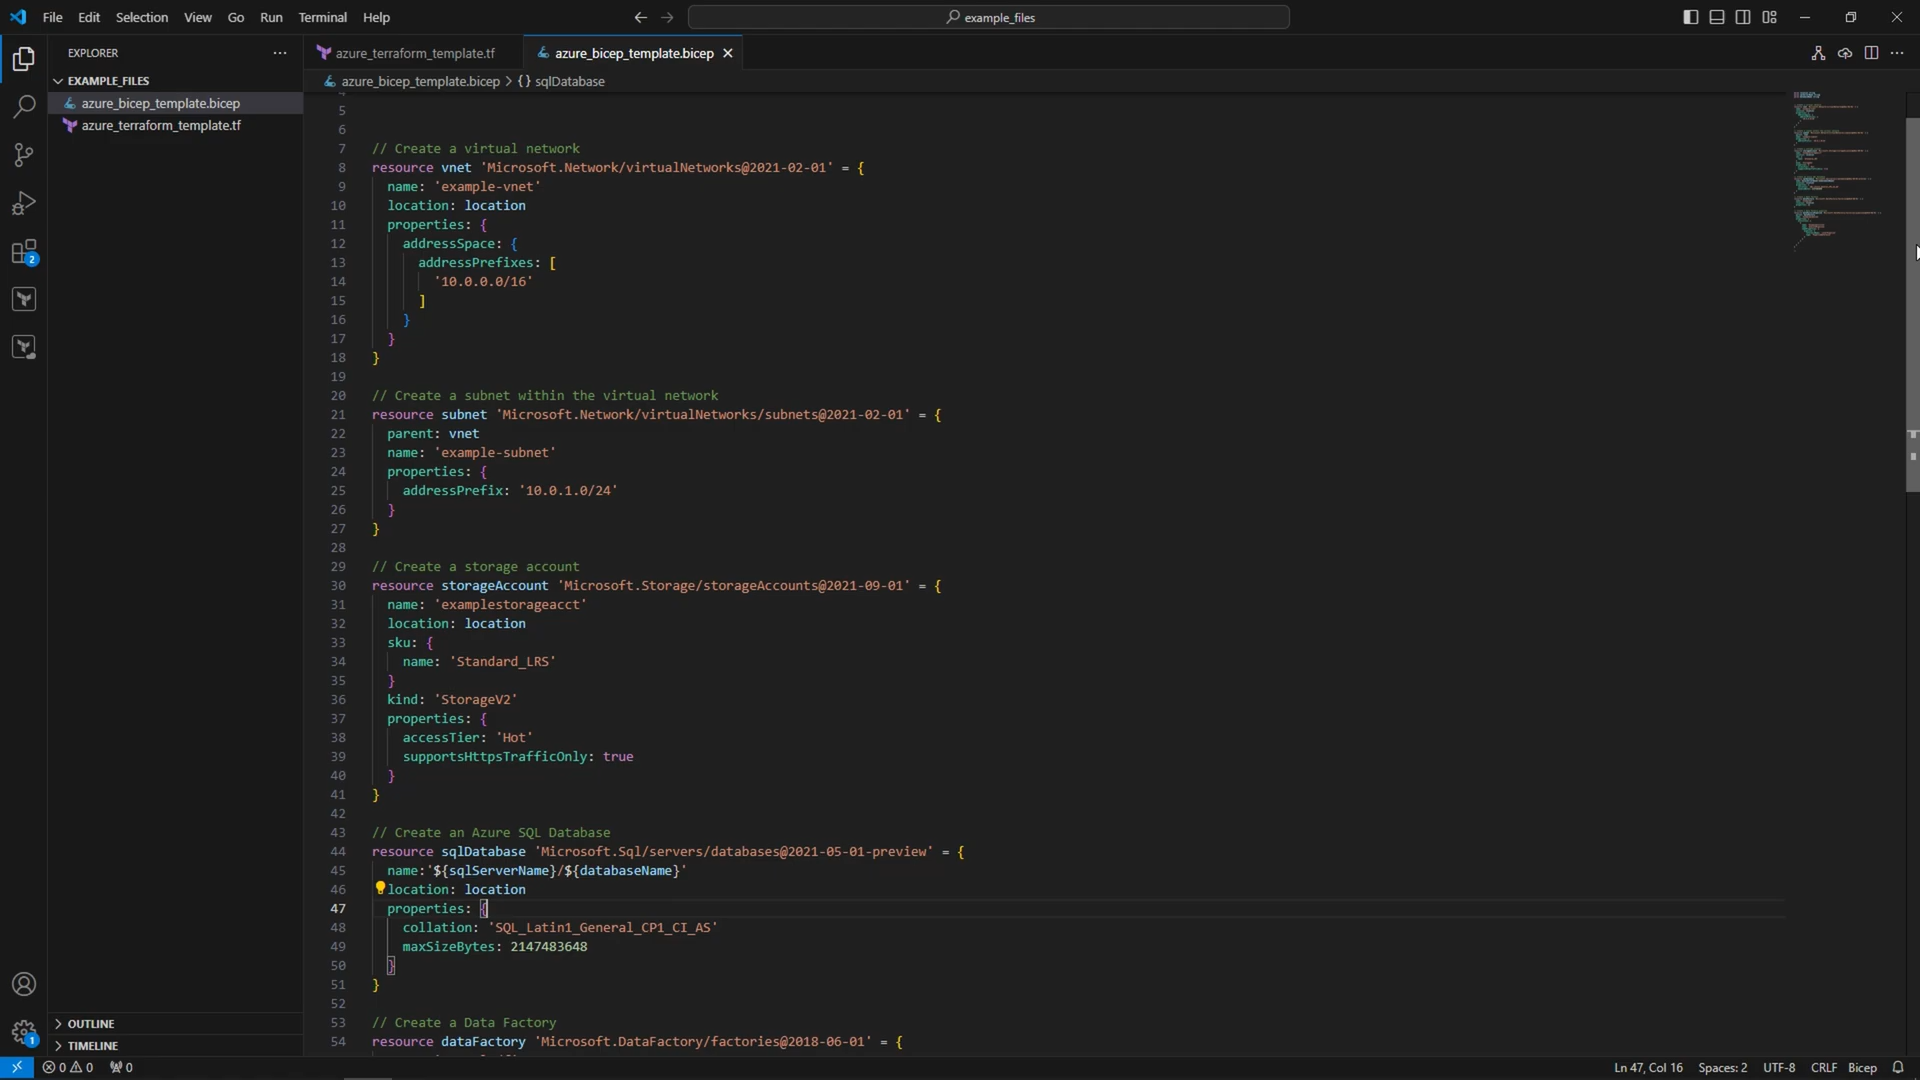 File Edit Selection View Go Run Terminal Help
example_files
EXPLORER
EXAMPLE_FILES
azure_bicep_template.bicep
azure_terraform_template.tf
azure_terraform_template.tf
azure_bicep_template.bicep
azure_bicep_template.bicep > {} sqlDatabase
5
6
7 // Create a virtual network
8 resource vnet 'Microsoft.Network/virtualNetworks@2021-02-01' = {
9 name: 'example-vnet'
10 location: location
11 properties: {
12 addressSpace: {
13 addressPrefixes: [
14 '10.0.0.0/16'
15 ]
16 }
17 }
18 }
19
20 // Create a subnet within the virtual network
21 resource subnet 'Microsoft.Network/virtualNetworks/subnets@2021-02-01' = {
22 parent: vnet
23 name: 'example-subnet'
24 properties: {
25 addressPrefix: '10.0.1.0/24'
26 }
27 }
28
29 // Create a storage account
30 resource storageAccount 'Microsoft.Storage/storageAccounts@2021-09-01' = {
31 name: 'examplestorageacct'
32 location: location
33 sku: {
34 name: 'Standard_LRS'
35 }
36 kind: 'StorageV2'
37 properties: {
38 accessTier: 'Hot'
39 supportsHttpsTrafficOnly: true
40 }
41 }
42
43 // Create an Azure SQL Database
44 resource sqlDatabase 'Microsoft.Sql/servers/databases@2021-05-01-preview' = {
45 name:'${sqlServerName}/${databaseName}'
46 location: location
47 properties: {
48 collation: 'SQL_Latin1_General_CP1_CI_AS'
49 maxSizeBytes: 2147483648
50 }
51 }
52
53 // Create a Data Factory
54 resource dataFactory 'Microsoft.DataFactory/factories@2018-06-01' = {
2
1
OUTLINE
TIMELINE
0 0 0
Ln 47, Col 16 Spaces: 2 UTF-8 CRLF Bicep